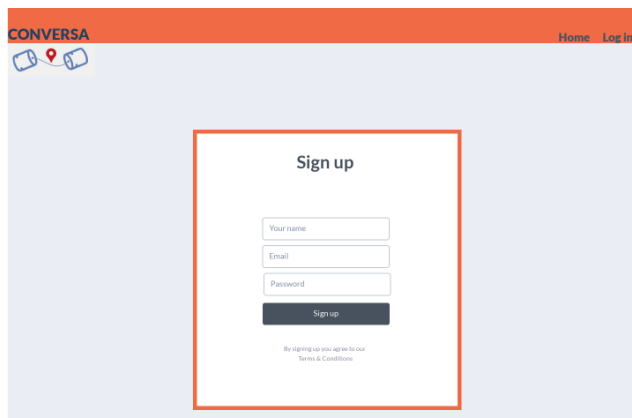 CONVERSA
Home Log in
Sign up
Your name
Email
Password
Sign up
By signing up you agree to our
Terms & Conditions